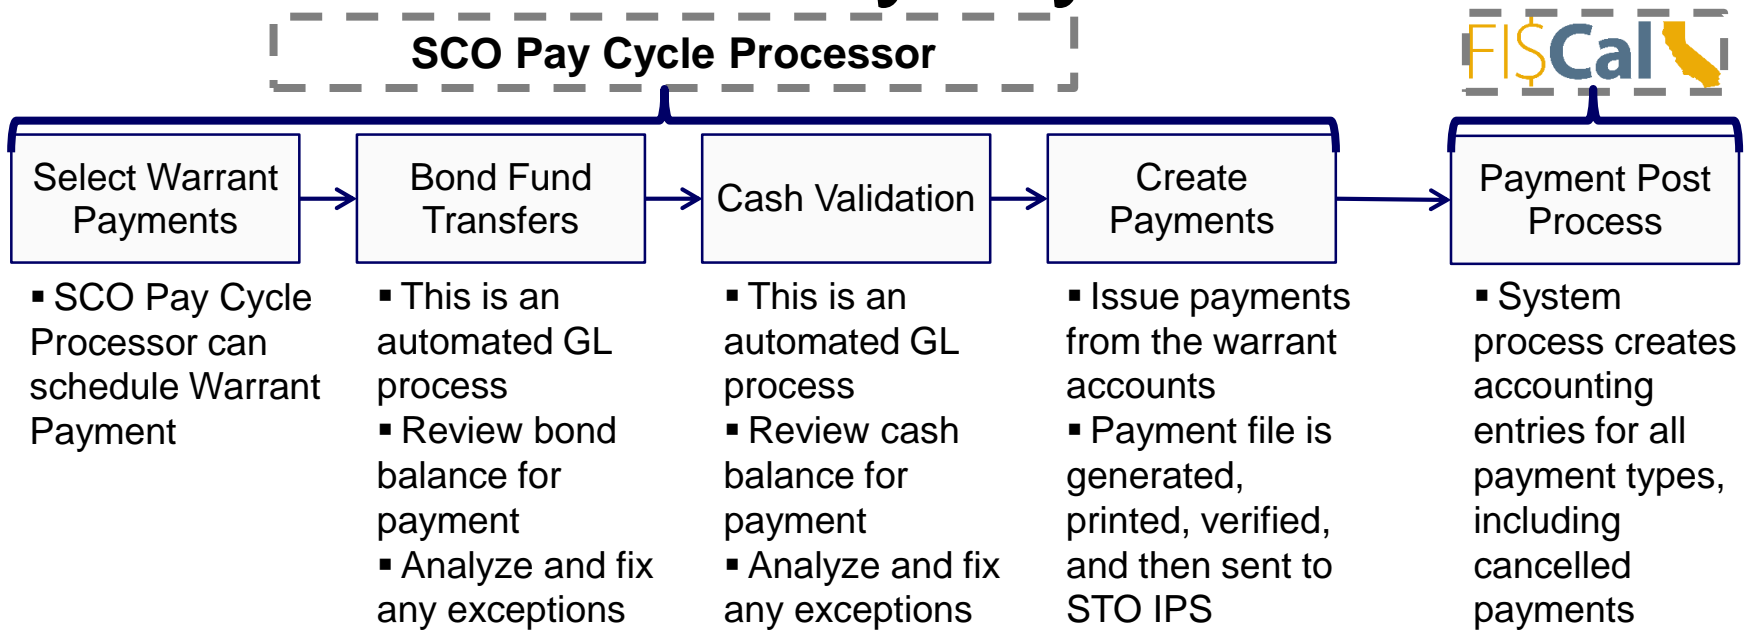 SCO Pay Cycle Processor
FI$Cal
Select Warrant
Payments
Bond Fund
Transfers
Cash Validation
Create
Payments
Payment Post
Process
▪ SCO Pay Cycle
Processor can
schedule Warrant
Payment
▪ This is an
automated GL
process
▪ Review bond
balance for
payment
▪ Analyze and fix
any exceptions
▪ This is an
automated GL
process
▪ Review cash
balance for
payment
▪ Analyze and fix
any exceptions
▪ Issue payments
from the warrant
accounts
▪ Payment file is
generated,
printed, verified,
and then sent to
STO IPS
▪ System
process creates
accounting
entries for all
payment types,
including
cancelled
payments